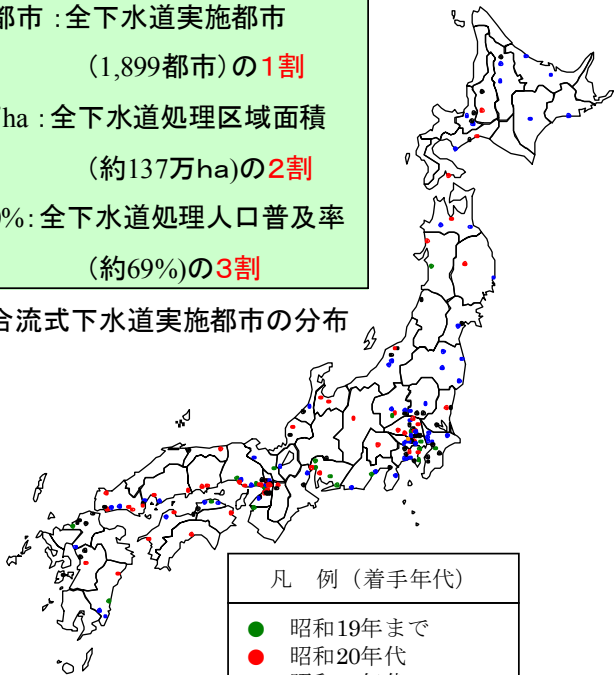 都市：全下水道実施都市
（1,899都市）の1割
ha：全下水道処理区域面積
（約137万ha)の2割
%：全下水道処理人口普及率
（約69%)の3割
合流式下水道実施都市の分布
凡　例（着手年代）
昭和19年まで
昭和20年代